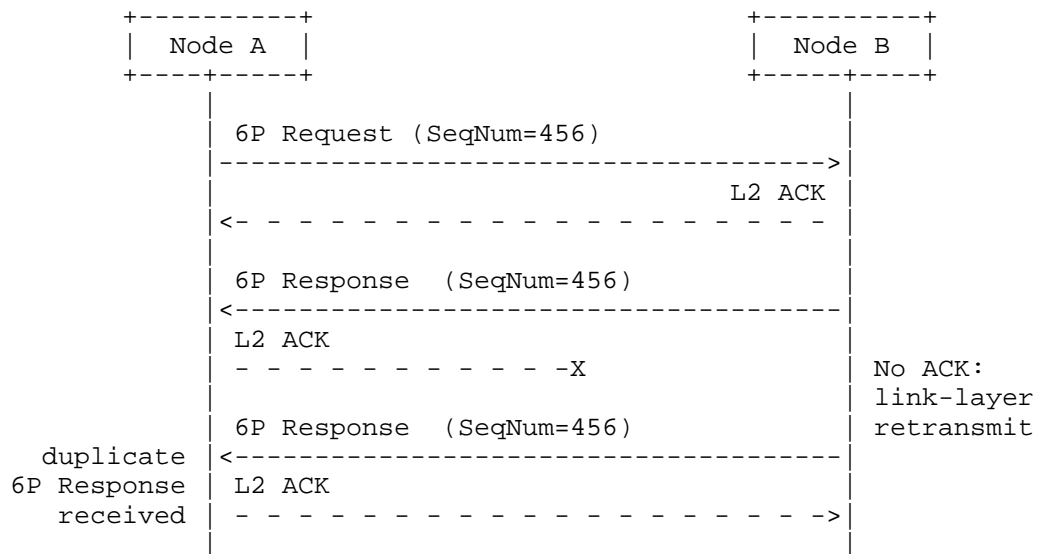 Node A Node B
6P Request (SeqNum=456)
L2 ACK
6P Response (SeqNum=456)
L2 ACK
No ACK:
link-layer
6P Response (SeqNum=456) retransmit
duplicate
6P Response L2 ACK
received